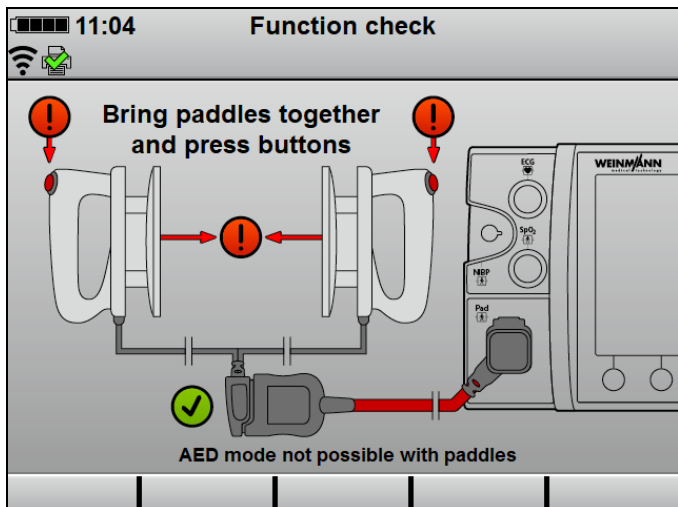 11:04 Function check
Bring paddles together
and press buttons
ECG
WEINMANN
medical technology
SpO₂
NIBP
Pad
AED mode not possible with paddles